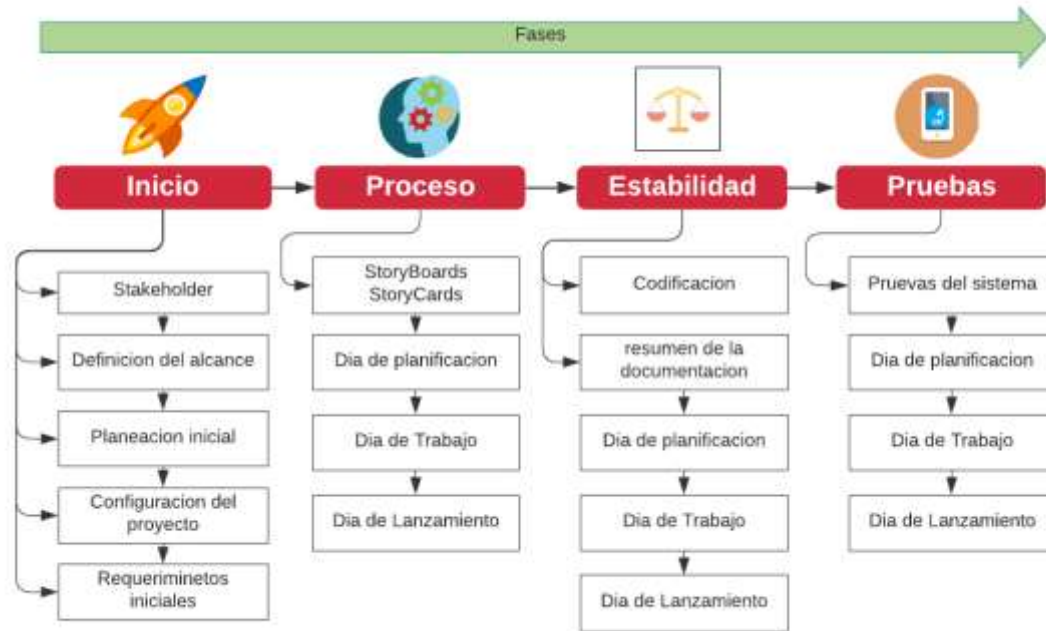 Fases
Inicio
Proceso
Estabilidad
Pruebas
Stakeholder
Definicion del alcance
Planeacion inicial
Configuracion del
proyecto
Requeriminetos
iniciales
StoryBoards
StoryCards
Dia de planificacion
Dia de Trabajo
Dia de Lanzamiento
Codificacion
resumen de la
documentacion
Dia de planificacion
Dia de Trabajo
Dia de Lanzamiento
Pruevas del sistema
Dia de planificacion
Dia de Trabajo
Dia de Lanzamiento